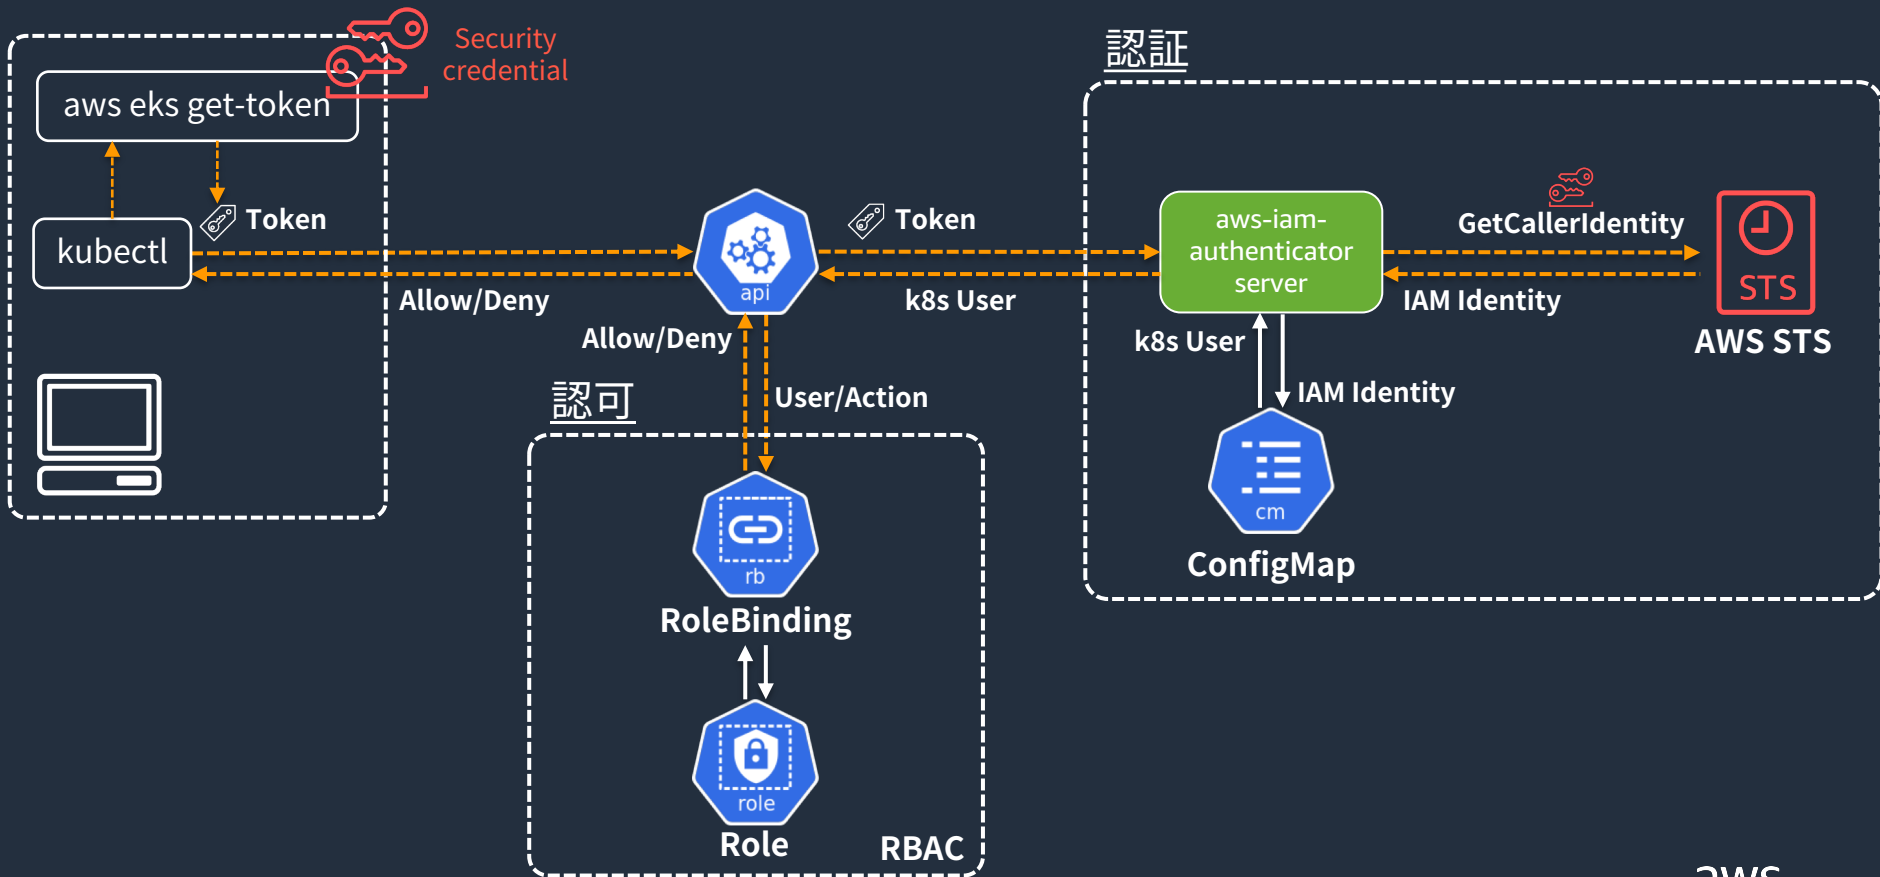 Security
credential
aws eks get-token
Token
kubectl
Allow/Deny
api
Token
k8s User
Allow/Deny
User/Action
認可
rb
RoleBinding
role
Role
RBAC
認証
aws-iam-
authenticator
server
GetCallerIdentity
IAM Identity
STS
AWS STS
k8s User
IAM Identity
cm
ConfigMap
aws